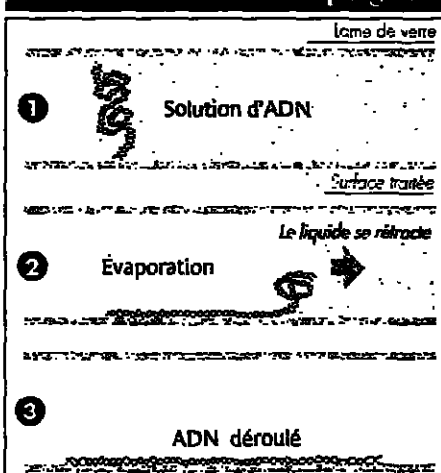 Lame de verre
1 Solution d'ADN
Surface traitée
Le liquide se rétracte
2 Évaporation
3
ADN déroulé